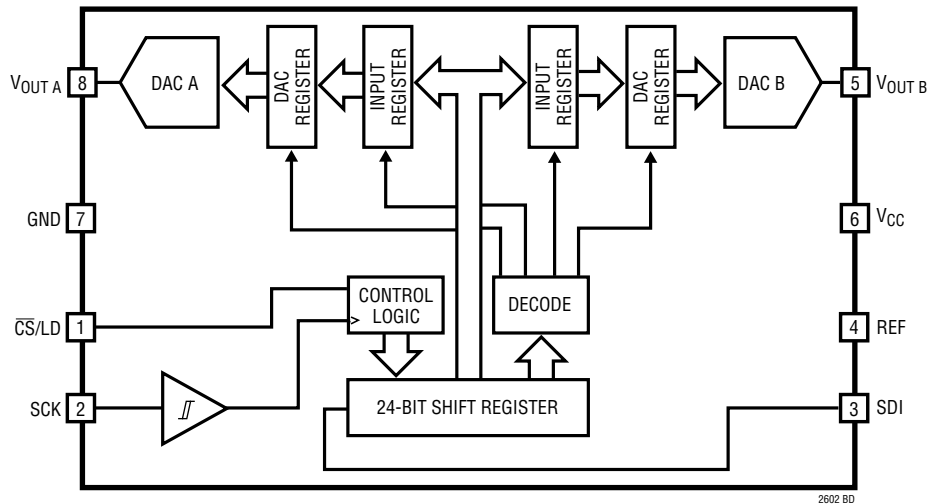 VOUT A
8
DAC A
DAC
REGISTER
INPUT
REGISTER
INPUT
REGISTER
DAC
REGISTER
DAC B
5
VOUT B
GND
7
6
VCC
CS/LD
1
CONTROL
LOGIC
DECODE
4
REF
SCK
2
24-BIT SHIFT REGISTER
3
SDI
2602 BD